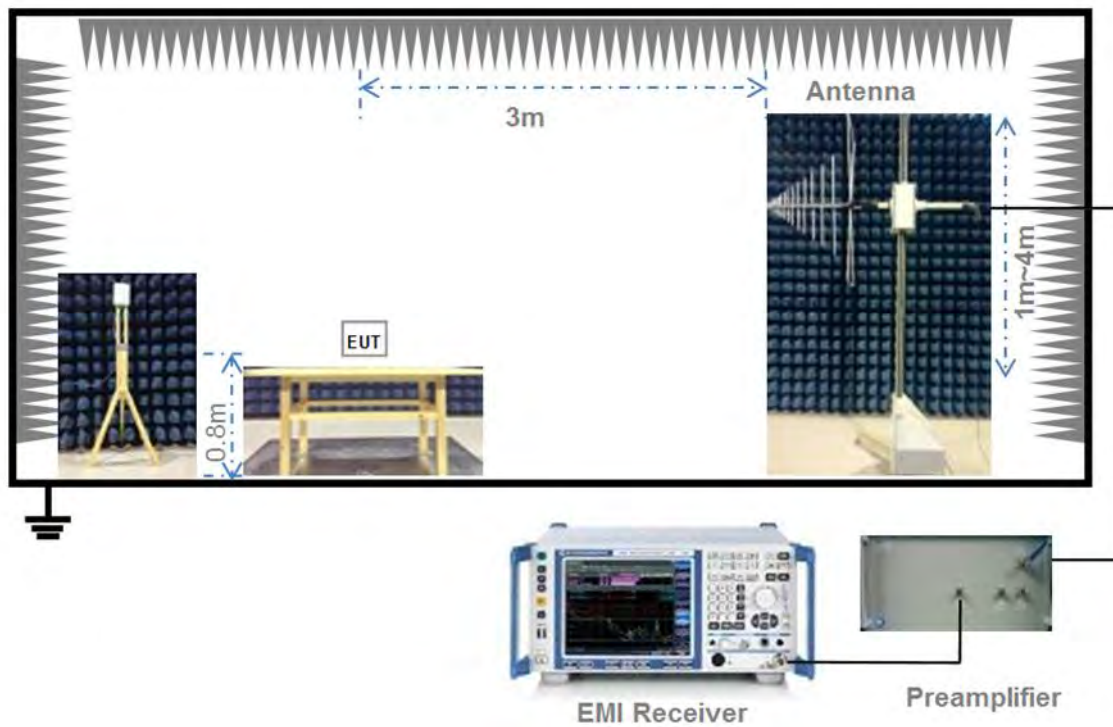 Antenna
3m
1m~4m
EUT
0.8m
EMI Receiver
Preamplifier